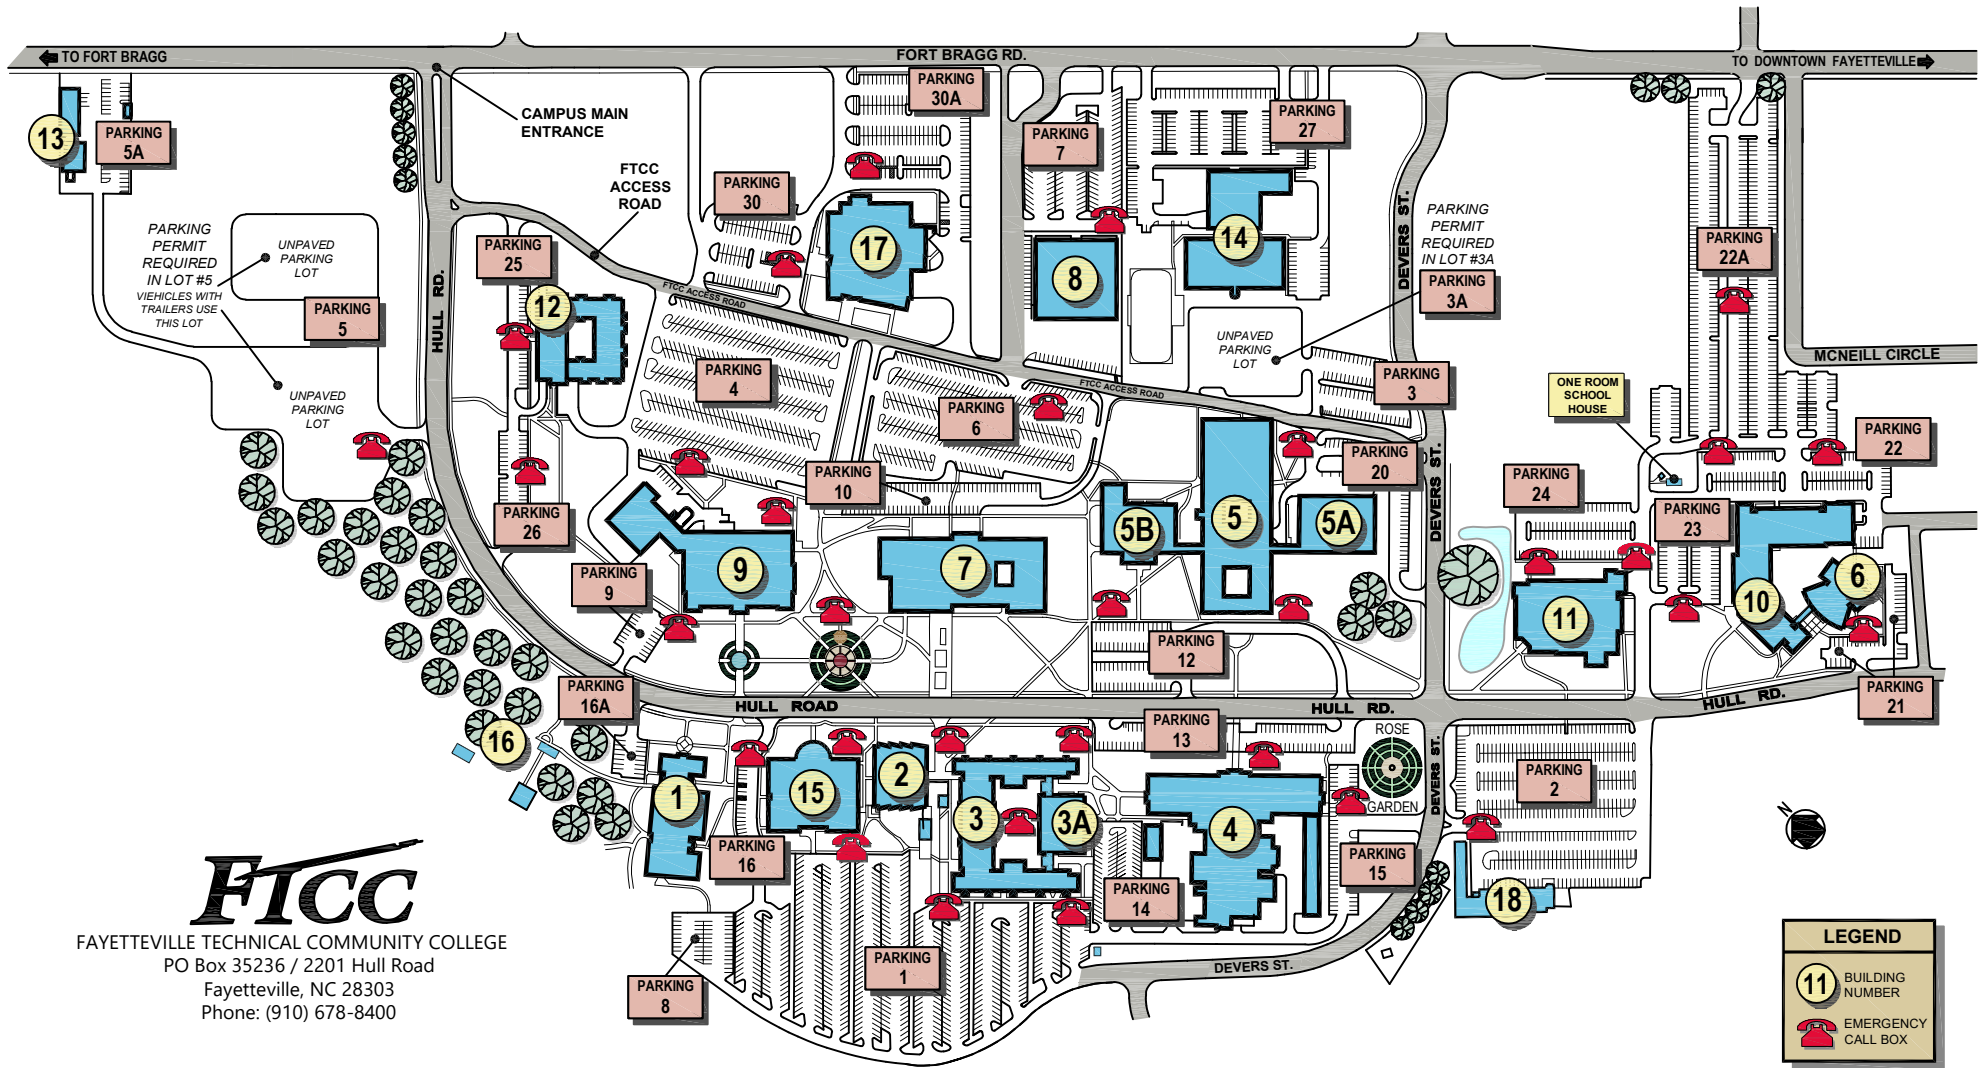 TO FORT BRAGG
FORT BRAGG RD.
TO DOWNTOWN FAYETTEVILLE
CAMPUS MAIN
ENTRANCE
FTCC
ACCESS
ROAD
13
PARKING
5A
PARKING
30A
PARKING
7
PARKING
27
PARKING
30
17
8
14
DEVERS ST.
PARKING
PERMIT
REQUIRED
IN LOT #3A
PARKING
3A
UNPAVED
PARKING
LOT
PARKING
22A
MCNEILL CIRCLE
PARKING
PERMIT
REQUIRED
IN LOT #5
VIEHICLES WITH
TRAILERS USE
THIS LOT
UNPAVED
PARKING
LOT
PARKING
5
UNPAVED
PARKING
LOT
HULL RD.
PARKING
25
12
FTCC ACCESS ROAD
PARKING
4
PARKING
6
FTCC ACCESS ROAD
PARKING
3
ONE ROOM
SCHOOL
HOUSE
PARKING
22
PARKING
20
PARKING
10
PARKING
24
PARKING
26
PARKING
23
DEVERS ST.
5B
5
5A
9
7
PARKING
9
11
10
6
PARKING
12
PARKING
16A
HULL ROAD
HULL RD.
HULL RD.
PARKING
21
16
PARKING
13
ROSE
GARDEN
DEVERS ST.
1
15
2
3
3A
4
PARKING
2
PARKING
16
PARKING
14
PARKING
15
18
PARKING
1
PARKING
8
DEVERS ST.
N
FTCC
FAYETTEVILLE TECHNICAL COMMUNITY COLLEGE
PO Box 35236 / 2201 Hull Road
Fayetteville, NC 28303
Phone: (910) 678-8400
LEGEND
11
BUILDING
NUMBER
EMERGENCY
CALL BOX